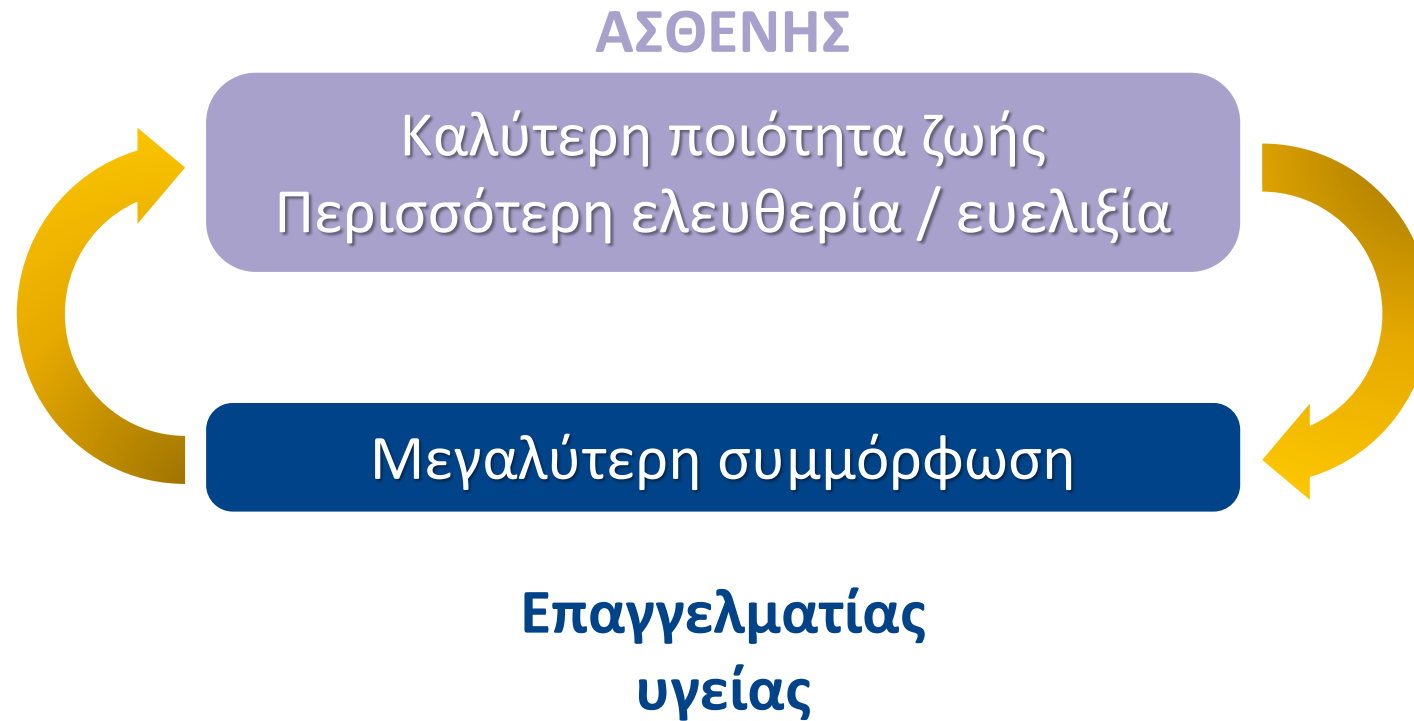 ΑΣΘΕΝΗΣ
Καλύτερη ποιότητα ζωής
Περισσότερη ελευθερία / ευελιξία
Μεγαλύτερη συμμόρφωση
Επαγγελματίας
υγείας